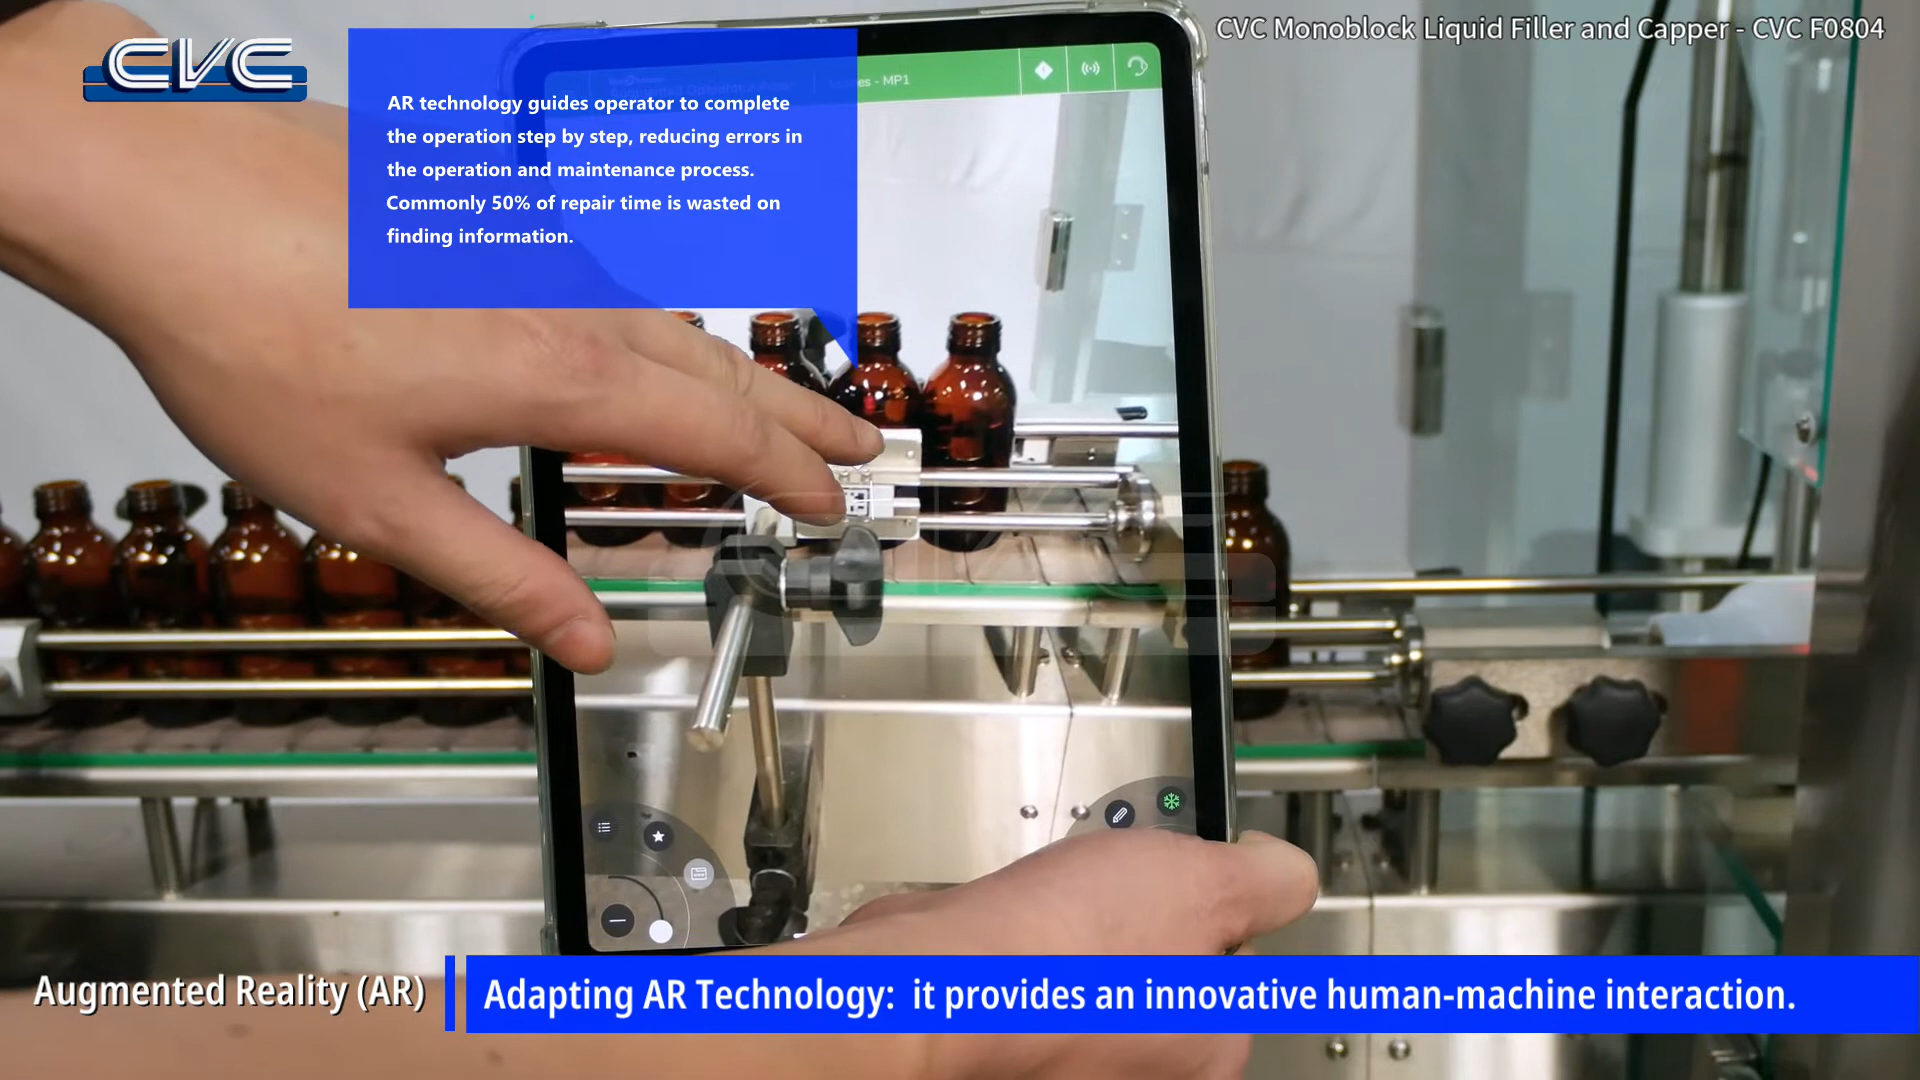 CVC
CVC Monoblock Liquid Filler and Capper - CVC F0804
- MP1
AR technology guides operator to complete
the operation step by step, reducing errors in
the operation and maintenance process.
Commonly 50% of repair time is wasted on
finding information.
CVC
Augmented Reality (AR)
Adapting AR Technology: it provides an innovative human-machine interaction.